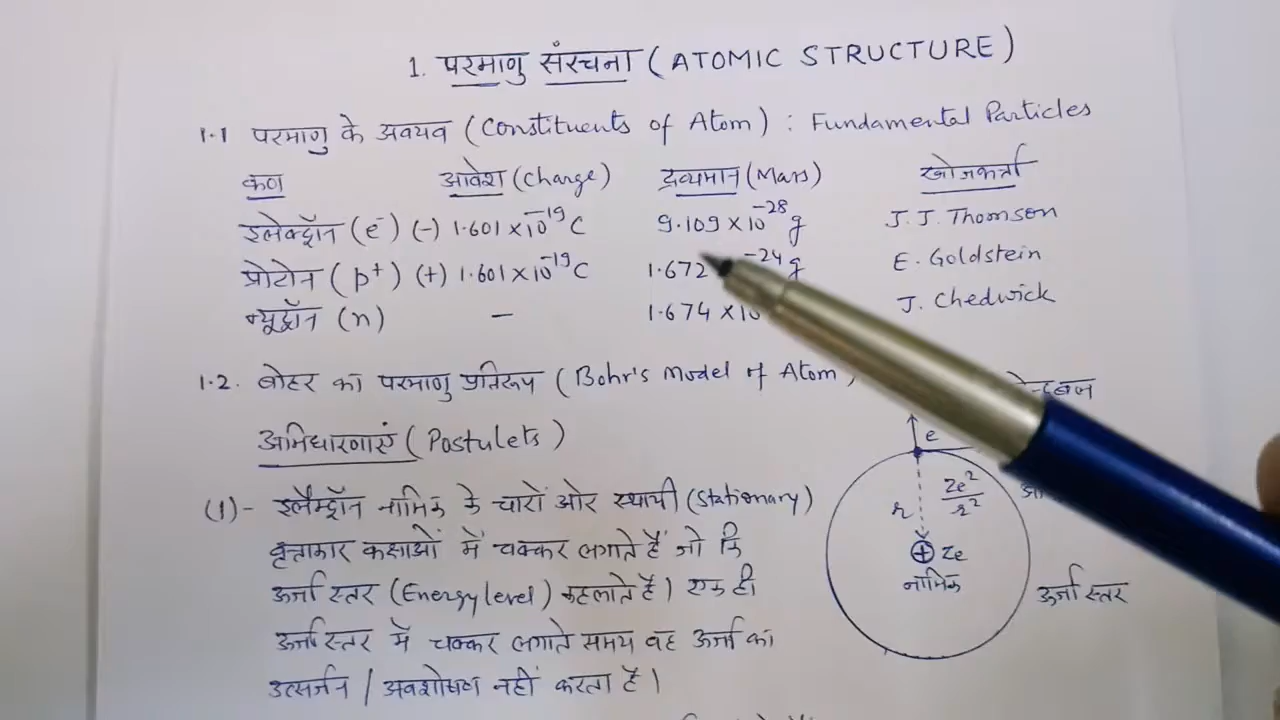 1. परमाणु संरचना (ATOMIC STRUCTURE)
1.1 परमाणु के अवयव (Constituents of Atom) : Fundamental Particles
कण आवेश (Charge) द्रव्यमान (Mass) खोजकर्त्ता
इलेक्ट्रॉन (e⁻) (-) 1.601 × 10⁻¹⁹ C 9.109 × 10⁻²⁸ g J. J. Thomson
प्रोटोन (p⁺) (+) 1.601 × 10⁻¹⁹ C 1.672 ⁻²⁴ g E. Goldstein
न्यूट्रॉन (n) — 1.674 × 10 J. Chedwick
1.2. बोहर का परमाणु प्रतिरूप (Bohr's Model of Atom)
अभिधारणाएं (Postulets)
e
(1)- इलैक्ट्रॉन नाभिक के चारों ओर स्थायी (Stationary)
r Ze²/r²
वृत्ताकार कक्षाओं में चक्कर लगाते हैं जो कि
+ Ze
नाभिक
ऊर्जा स्तर (Energy level) कहलाते है। एक ही
ऊर्जा स्तर
ऊर्जा स्तर में चक्कर लगाते समय वह ऊर्जा का
उत्सर्जन / अवशोषण नहीं करता है।